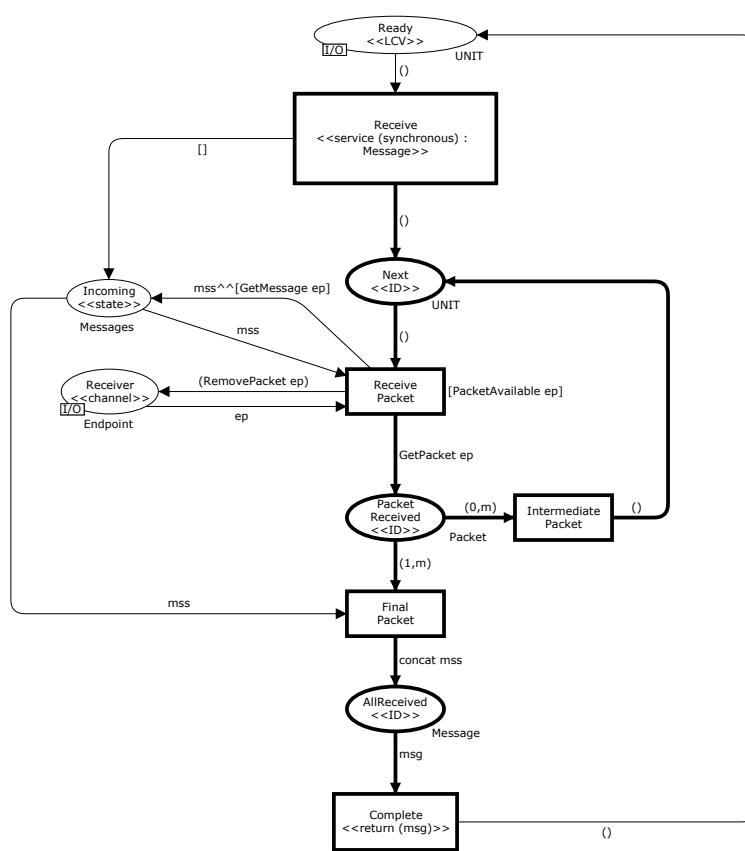 Ready
<<LCV>>
I/O
UNIT
()
Receive
<<service (synchronous) :
Message>>
[]
()
Next
<<ID>>
UNIT
Incoming
<<state>>
Messages
mss^^[GetMessage ep]
mss
()
Receiver
<<channel>>
I/O
Endpoint
(RemovePacket ep)
ep
Receive
Packet
[PacketAvailable ep]
GetPacket ep
Packet
Received
<<ID>>
Packet
(0,m)
Intermediate
Packet
()
(1,m)
mss
Final
Packet
concat mss
AllReceived
<<ID>>
Message
msg
Complete
<<return (msg)>>
()